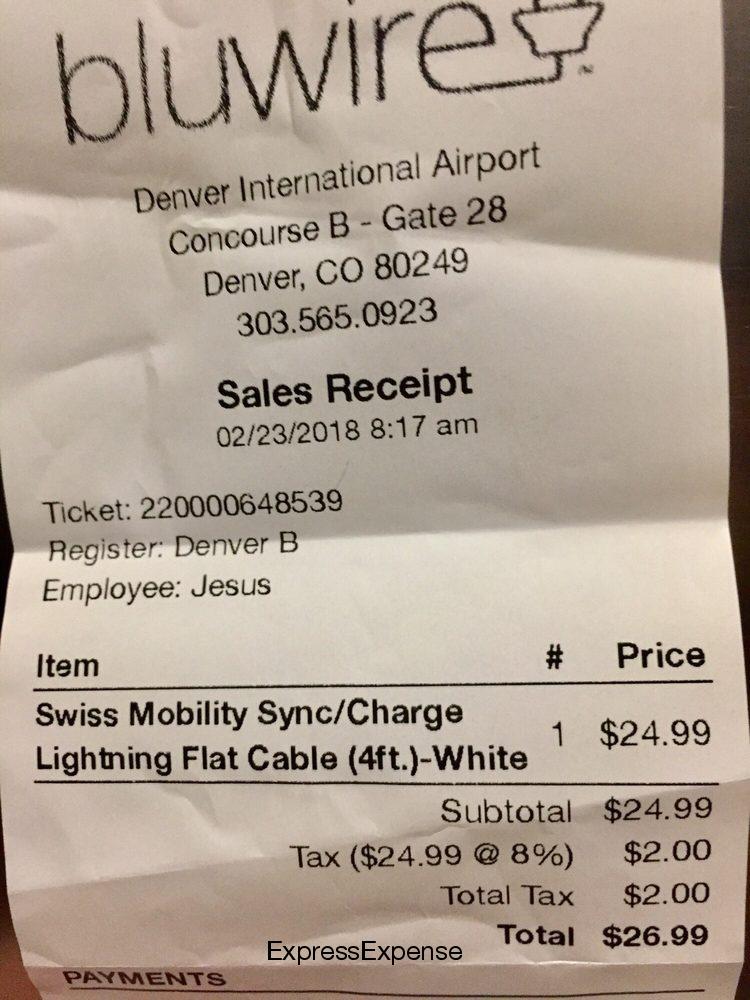 bluwire
Denver International Airport
Concourse B - Gate 28
Denver, CO 80249
303.565.0923
Sales Receipt
02/23/2018 8:17 am
Ticket: 220000648539
Register: Denver B
Employee: Jesus
Item # Price
Swiss Mobility Sync/Charge
Lightning Flat Cable (4ft.)-White 1 $24.99
Subtotal $24.99
Tax ($24.99 @ 8%) $2.00
Total Tax $2.00
Total $26.99
ExpressExpense
PAYMENTS